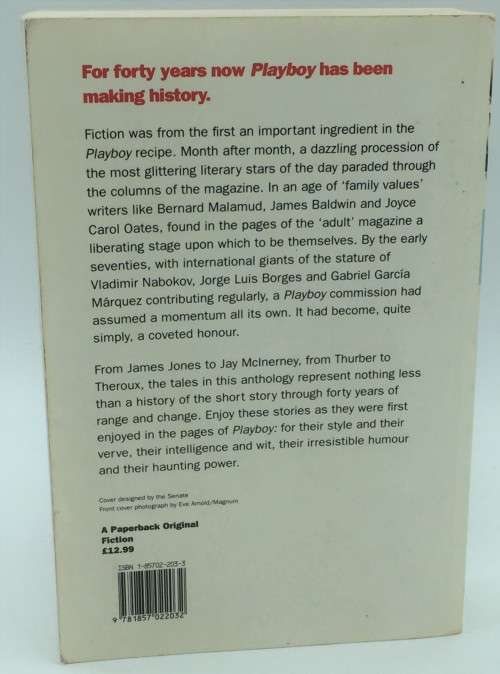 For forty years now Playboy has been
making history.
Fiction was from the first an important ingredient in the
Playboy recipe. Month after month, a dazzling procession of
the most glittering literary stars of the day paraded through
the columns of the magazine. In an age of ‘family values’
writers like Bernard Malamud, James Baldwin and Joyce
Carol Oates, found in the pages of the ‘adult’ magazine a
liberating stage upon which to be themselves. By the early
seventies, with international giants of the stature of
Vladimir Nabokov, Jorge Luis Borges and Gabriel García
Márquez contributing regularly, a Playboy commission had
assumed a momentum all its own. It had become, quite
simply, a coveted honour.
From James Jones to Jay McInerney, from Thurber to
Theroux, the tales in this anthology represent nothing less
than a history of the short story through forty years of
range and change. Enjoy these stories as they were first
enjoyed in the pages of Playboy: for their style and their
verve, their intelligence and wit, their irresistible humour
and their haunting power.
Cover designed by the Senate
Front cover photograph by Eve Arnold/Magnum
A Paperback Original
Fiction
£12.99
ISBN 1-85702-203-3
9 781857 022032